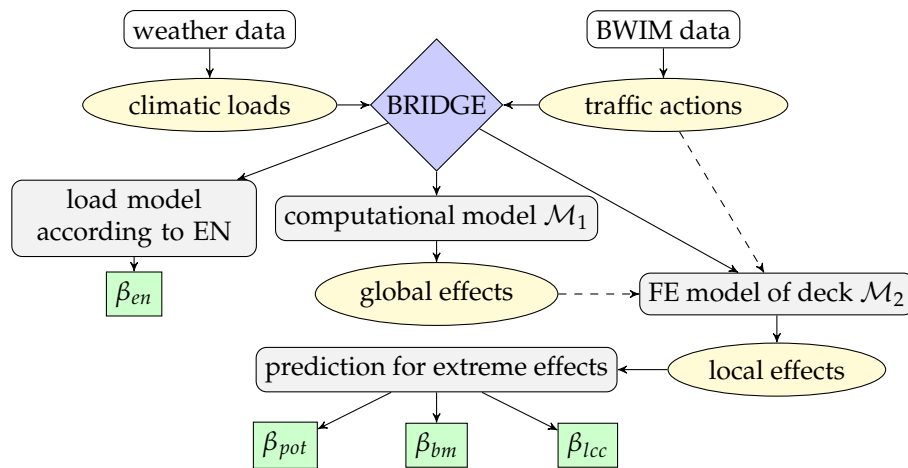 weather data
BWIM data
climatic loads
BRIDGE
traffic actions
load model
according to EN
computational model ℳ₁
β_en
global effects
FE model of deck ℳ₂
prediction for extreme effects
local effects
β_pot
β_bm
β_lcc